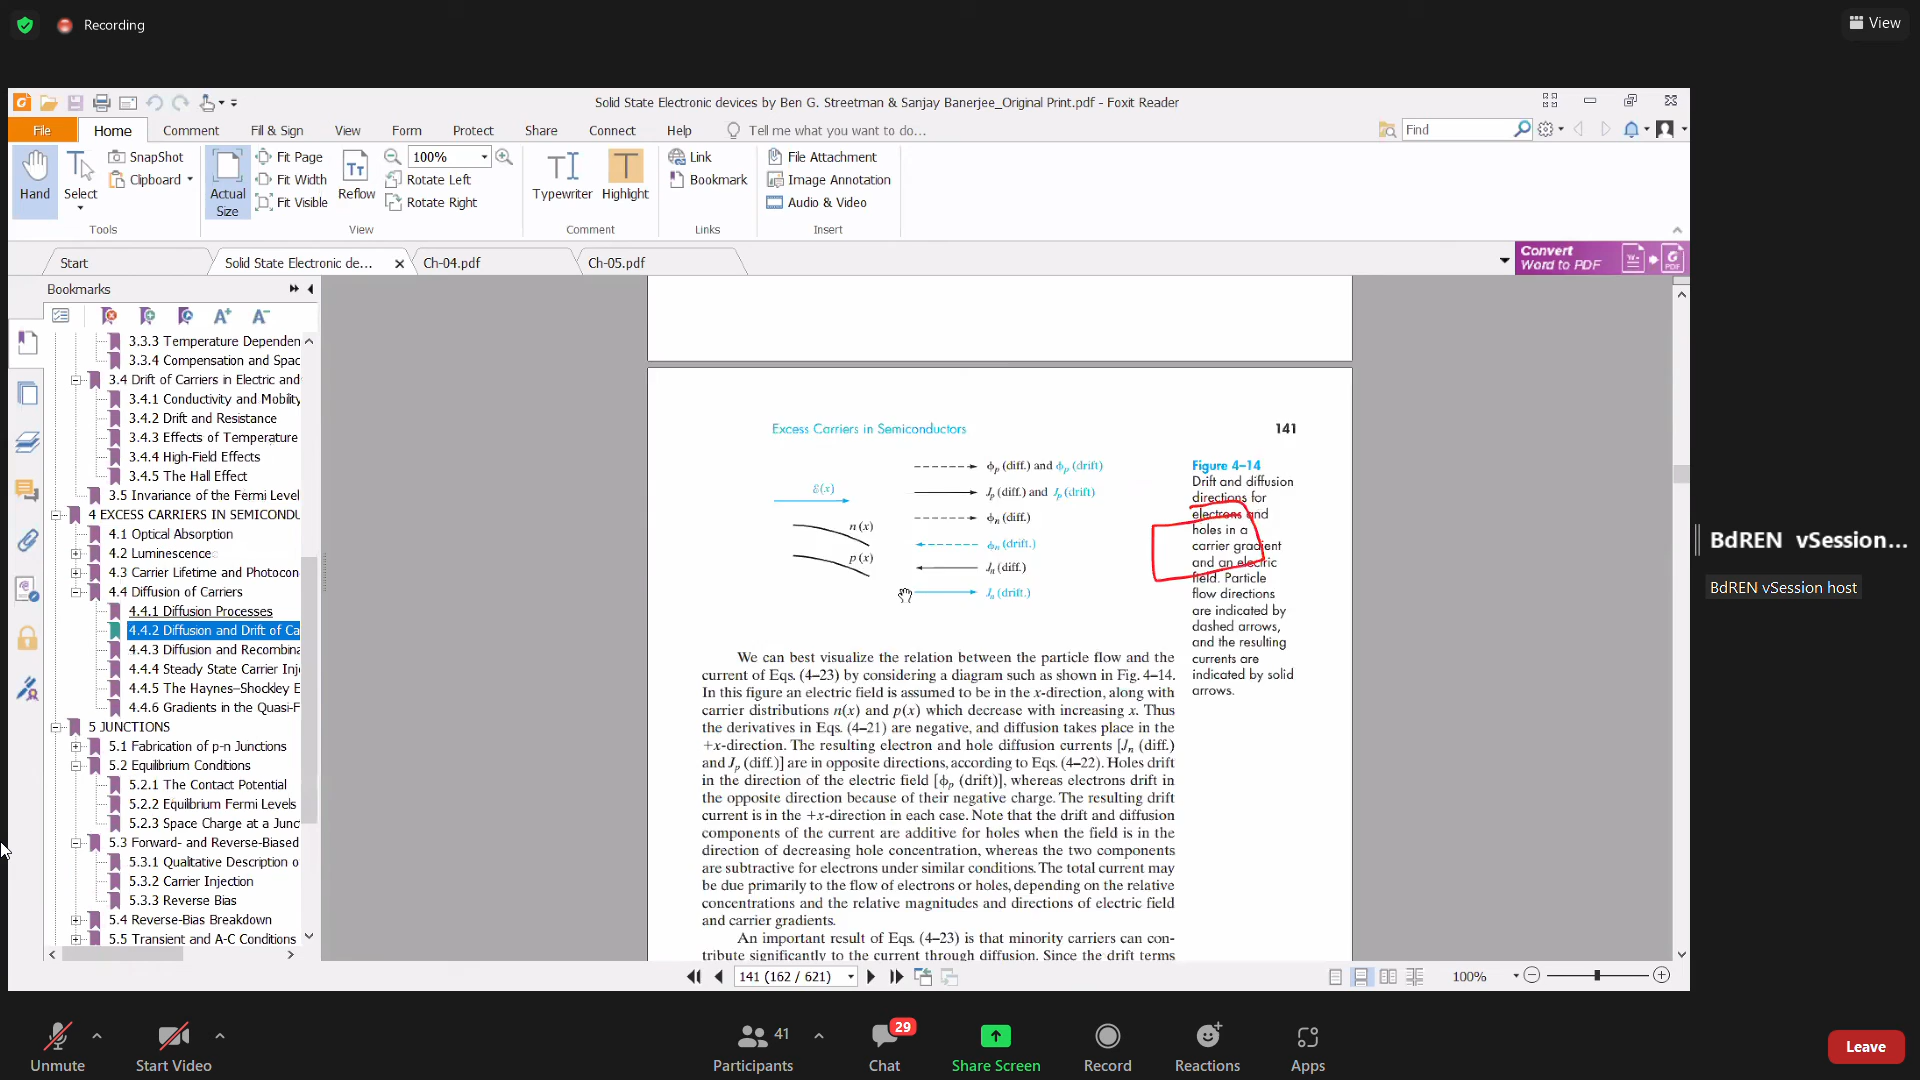 Recording
View
Solid State Electronic devices by Ben G. Streetman & Sanjay Banerjee_Original Print.pdf - Foxit Reader
File Home Comment Fill & Sign View Form Protect Share Connect Help Tell me what you want to do... Find
Hand
Select
SnapShot
Clipboard
Tools
Actual Size
Fit Page
Fit Width
Fit Visible
Reflow
100%
Rotate Left
Rotate Right
View
Typewriter
Highlight
Comment
Link
Bookmark
Links
File Attachment
Image Annotation
Audio & Video
Insert
Start
Solid State Electronic de...
Ch-04.pdf
Ch-05.pdf
Convert
Word to PDF
Bookmarks
3.3.3 Temperature Dependen
3.3.4 Compensation and Spac
3.4 Drift of Carriers in Electric and
3.4.1 Conductivity and Mobility
3.4.2 Drift and Resistance
3.4.3 Effects of Temperature
3.4.4 High-Field Effects
3.4.5 The Hall Effect
3.5 Invariance of the Fermi Level
4 EXCESS CARRIERS IN SEMICONDU
4.1 Optical Absorption
4.2 Luminescence
4.3 Carrier Lifetime and Photocon
4.4 Diffusion of Carriers
4.4.1 Diffusion Processes
4.4.2 Diffusion and Drift of Ca
4.4.3 Diffusion and Recombina
4.4.4 Steady State Carrier Inj
4.4.5 The Haynes–Shockley E
4.4.6 Gradients in the Quasi-F
5 JUNCTIONS
5.1 Fabrication of p-n Junctions
5.2 Equilibrium Conditions
5.2.1 The Contact Potential
5.2.2 Equilibrium Fermi Levels
5.2.3 Space Charge at a Junc
5.3 Forward- and Reverse-Biased
5.3.1 Qualitative Description o
5.3.2 Carrier Injection
5.3.3 Reverse Bias
5.4 Reverse-Bias Breakdown
5.5 Transient and A-C Conditions
Excess Carriers in Semiconductors 141
ℰ(x)
n (x)
p (x)
ϕp (diff.) and ϕp (drift)
Jp (diff.) and Jp (drift)
ϕn (diff.)
ϕn (drift.)
Jn (diff.)
Jn (drift.)
Figure 4–14
Drift and diffusion
directions for
electrons and
holes in a
carrier gradient
and an electric
field. Particle
flow directions
are indicated by
dashed arrows,
and the resulting
currents are
indicated by solid
arrows.
We can best visualize the relation between the particle flow and the
current of Eqs. (4–23) by considering a diagram such as shown in Fig. 4–14.
In this figure an electric field is assumed to be in the x-direction, along with
carrier distributions n(x) and p(x) which decrease with increasing x. Thus
the derivatives in Eqs. (4–21) are negative, and diffusion takes place in the
+x-direction. The resulting electron and hole diffusion currents [Jn (diff.)
and Jp (diff.)] are in opposite directions, according to Eqs. (4–22). Holes drift
in the direction of the electric field [ϕp (drift)], whereas electrons drift in
the opposite direction because of their negative charge. The resulting drift
current is in the +x-direction in each case. Note that the drift and diffusion
components of the current are additive for holes when the field is in the
direction of decreasing hole concentration, whereas the two components
are subtractive for electrons under similar conditions. The total current may
be due primarily to the flow of electrons or holes, depending on the relative
concentrations and the relative magnitudes and directions of electric field
and carrier gradients.
An important result of Eqs. (4–23) is that minority carriers can con-
tribute significantly to the current through diffusion. Since the drift terms
141 (162 / 621)
100%
BdREN vSession...
BdREN vSession host
Unmute
Start Video
Participants 41
Chat 29
Share Screen
Record
Reactions
Apps
Leave